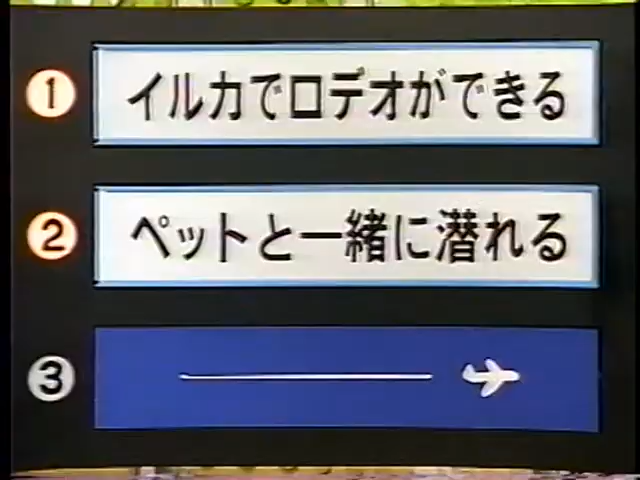 ① イルカでロデオができる
② ペットと一緒に潜れる
③